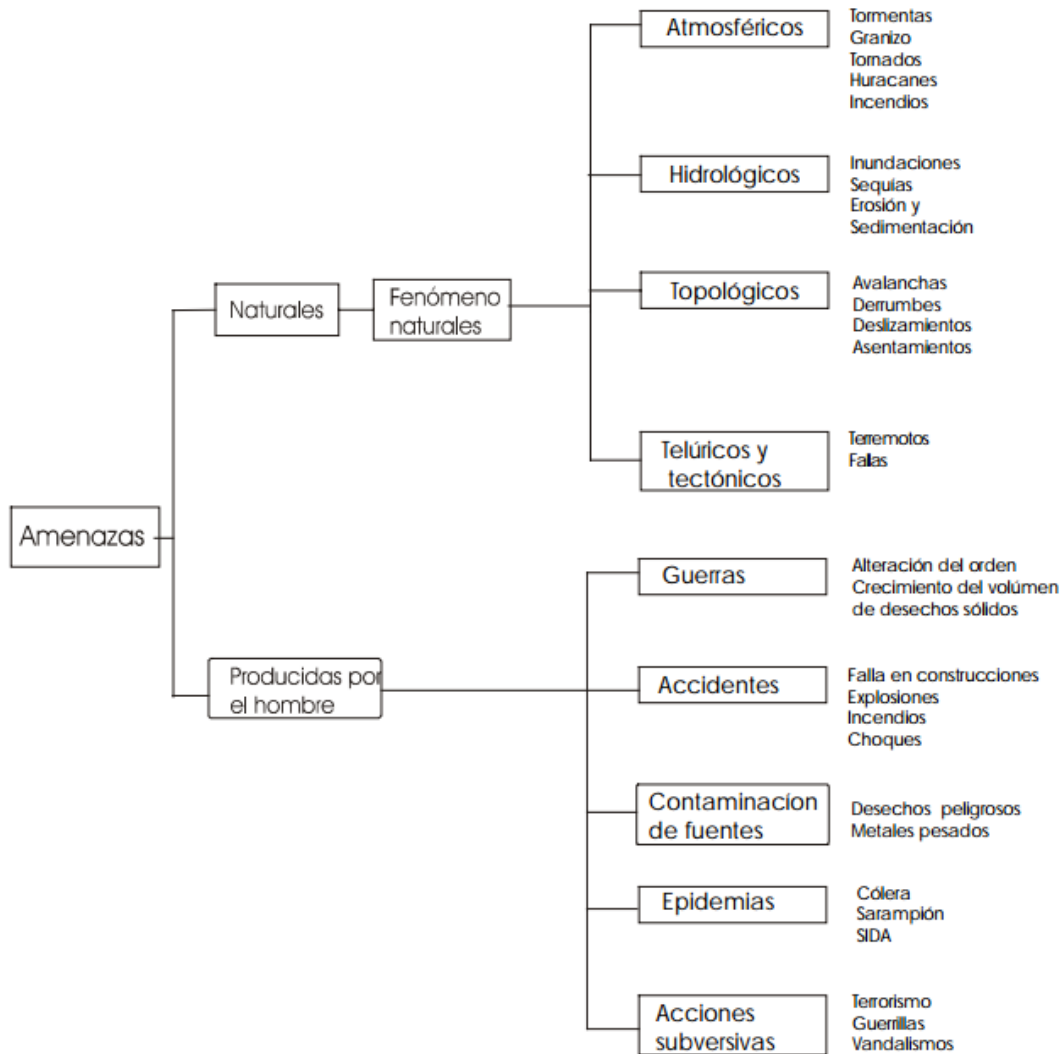 Amenazas
Naturales
Fenómeno
naturales
Atmosféricos
Tormentas
Granizo
Tornados
Huracanes
Incendios
Hidrológicos
Inundaciones
Sequías
Erosión y
Sedimentación
Topológicos
Avalanchas
Derrumbes
Deslizamientos
Asentamientos
Telúricos y
tectónicos
Terremotos
Falas
Producidas por
el hombre
Guerras
Alteración del orden
Crecimiento del volúmen
de desechos sólidos
Accidentes
Falla en construcciones
Explosiones
Incendios
Choques
Contaminacíon
de fuentes
Desechos peligrosos
Metales pesados
Epidemias
Cólera
Sarampión
SIDA
Acciones
subversivas
Terrorismo
Guerrillas
Vandalismos